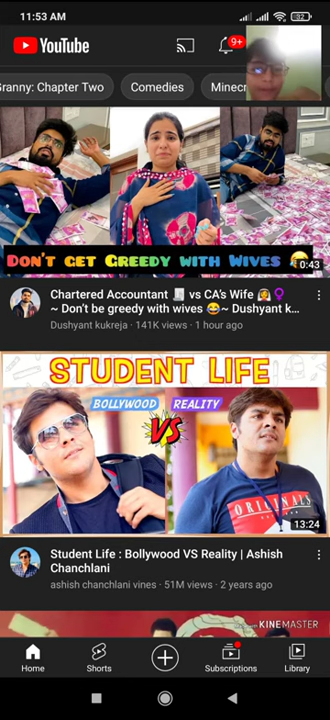 11:53 AM
32
YouTube
9+
Granny: Chapter Two
Comedies
Minecr
DON'T GET GREEDY WITH WIVES 😂
0:43
Chartered Accountant 🧾 vs CA's Wife 👩‍❤️‍👨♀️
~ Don't be greedy with wives 😂~ Dushyant k...
Dushyant kukreja · 141K views · 1 hour ago
STUDENT LIFE
BOLLYWOOD
REALITY
VS
ORIGINALS
13:24
Student Life : Bollywood VS Reality | Ashish
Chanchlani
ashish chanchlani vines · 51M views · 2 years ago
KINEMASTER
Home
Shorts
Subscriptions
Library